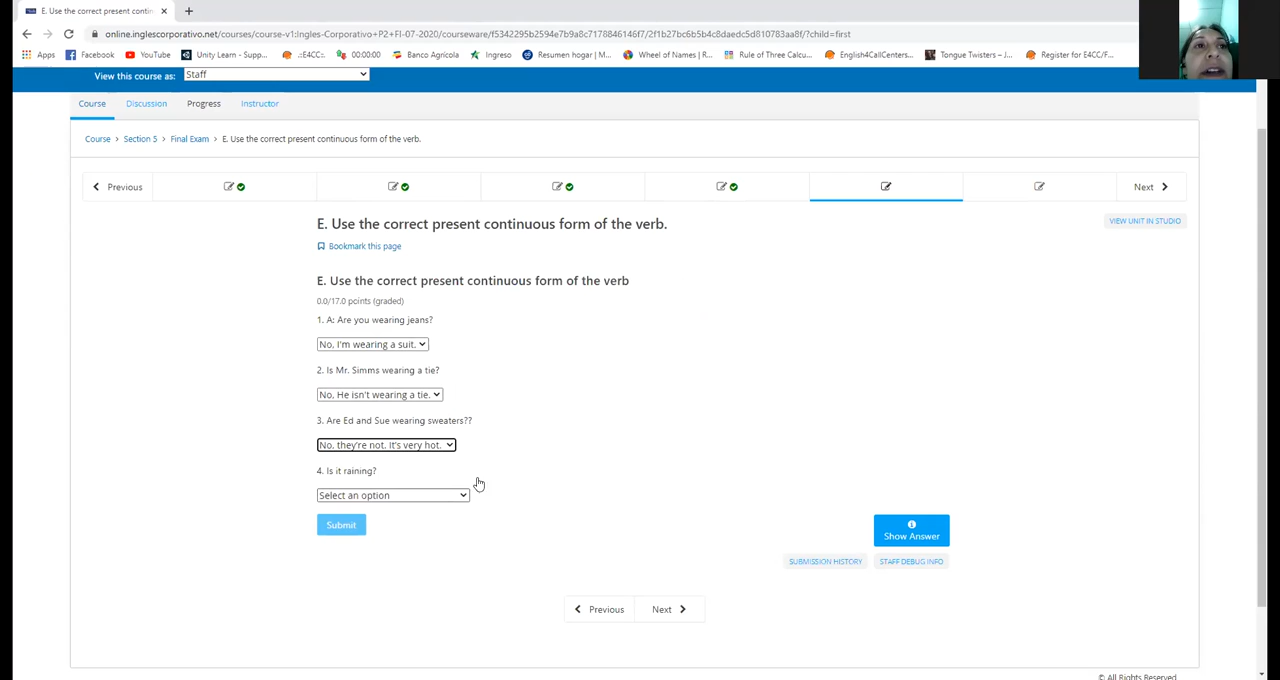 E. Use the correct present contin
online.inglescorporativo.net/courses/course-v1:Ingles-Corporativo+P2+FI-07-2020/courseware/f5342295b2594e7b9a8c7178846146f7/2f1b27bc6b5b4c8daedc5d810783aa8f/?child=first
Apps Facebook YouTube Unity Learn - Supp... .::E4CC:. 00:00:00 Banco Agrícola Ingreso Resumen hogar | M... Wheel of Names | R... Rule of Three Calcu... English4CallCenters... Tongue Twisters – J... Register for E4CC/F...
View this course as: Staff
Course Discussion Progress Instructor
Course > Section 5 > Final Exam > E. Use the correct present continuous form of the verb.
Previous Next
E. Use the correct present continuous form of the verb.
VIEW UNIT IN STUDIO
Bookmark this page
E. Use the correct present continuous form of the verb
0.0/17.0 points (graded)
1. A: Are you wearing jeans?
No, I'm wearing a suit.
2. Is Mr. Simms wearing a tie?
No, He isn't wearing a tie.
3. Are Ed and Sue wearing sweaters??
No, they're not. It's very hot.
4. Is it raining?
Select an option
Submit
Show Answer
SUBMISSION HISTORY STAFF DEBUG INFO
Previous Next
© All Rights Reserved